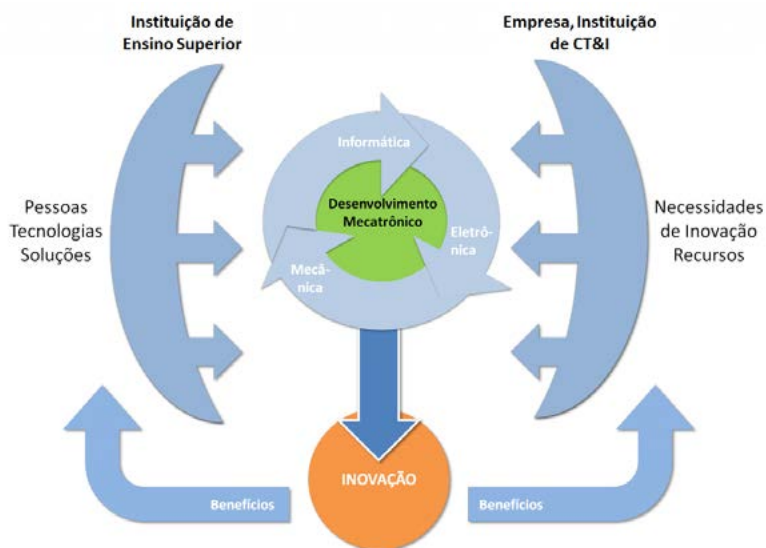 Instituição de
Ensino Superior
Empresa, Instituição
de CT&I
Informática
Desenvolvimento
Mecatrônico
Eletrô-
nica
Mecâ-
nica
Pessoas
Tecnologias
Soluções
Necessidades
de Inovação
Recursos
INOVAÇÃO
Benefícios
Benefícios